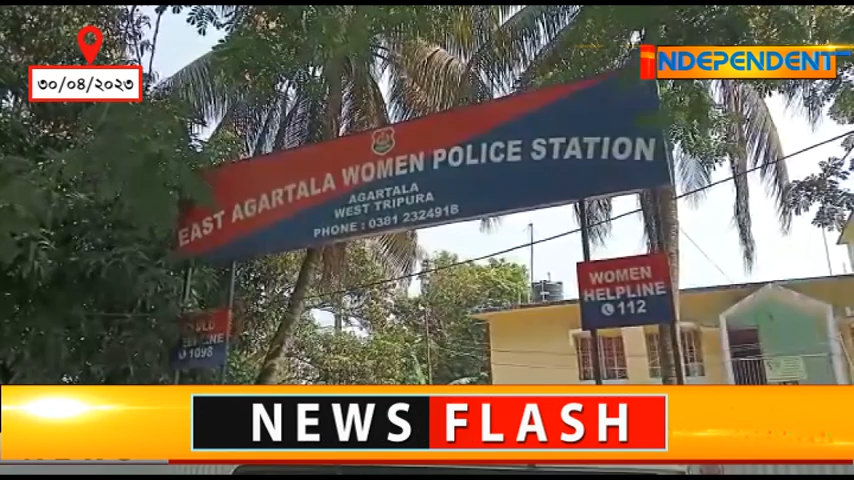 ৩০/০৪/২০২৩
INDEPENDENT
EAST AGARTALA WOMEN POLICE STATION
AGARTALA
WEST TRIPURA
PHONE : 0381 2324918
WOMEN
HELPLINE
112
1098
NEWS FLASH